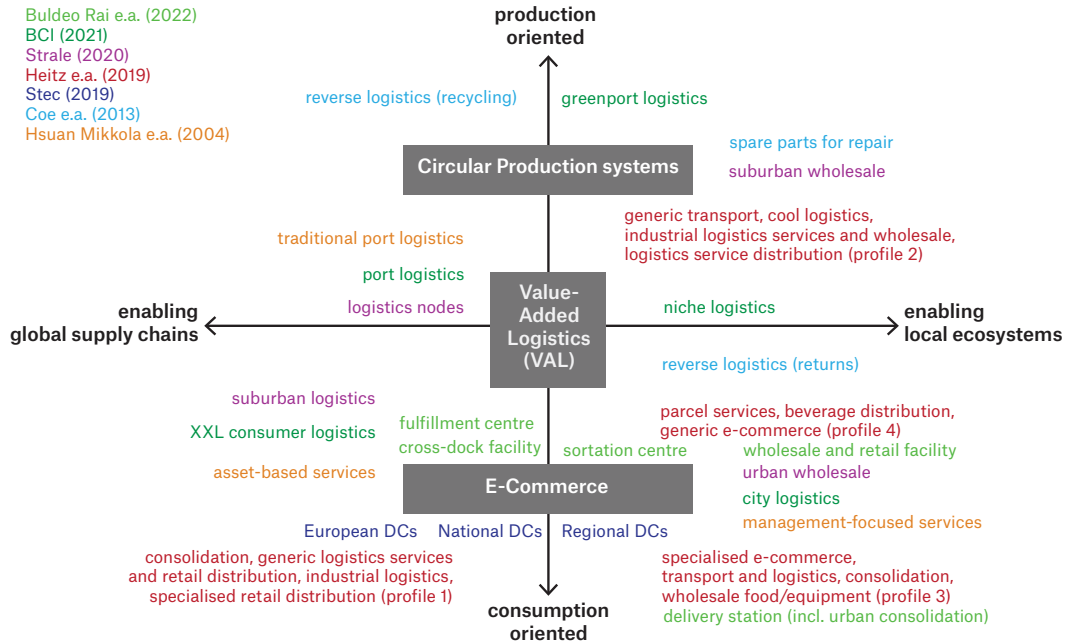 Buldeo Rai e.a. (2022)
BCI (2021)
Strale (2020)
Heitz e.a. (2019)
Stec (2019)
Coe e.a. (2013)
Hsuan Mikkola e.a. (2004)
production
oriented
reverse logistics (recycling)
greenport logistics
Circular Production systems
spare parts for repair
suburban wholesale
generic transport, cool logistics,
industrial logistics services and wholesale,
logistics service distribution (profile 2)
traditional port logistics
port logistics
logistics nodes
enabling
global supply chains
Value-
Added
Logistics
(VAL)
niche logistics
enabling
local ecosystems
reverse logistics (returns)
suburban logistics
XXL consumer logistics
asset-based services
fulfillment centre
cross-dock facility
sortation centre
parcel services, beverage distribution,
generic e-commerce (profile 4)
wholesale and retail facility
urban wholesale
city logistics
management-focused services
E-Commerce
European DCs
National DCs
Regional DCs
consolidation, generic logistics services
and retail distribution, industrial logistics,
specialised retail distribution (profile 1)
specialised e-commerce,
transport and logistics, consolidation,
wholesale food/equipment (profile 3)
delivery station (incl. urban consolidation)
consumption
oriented